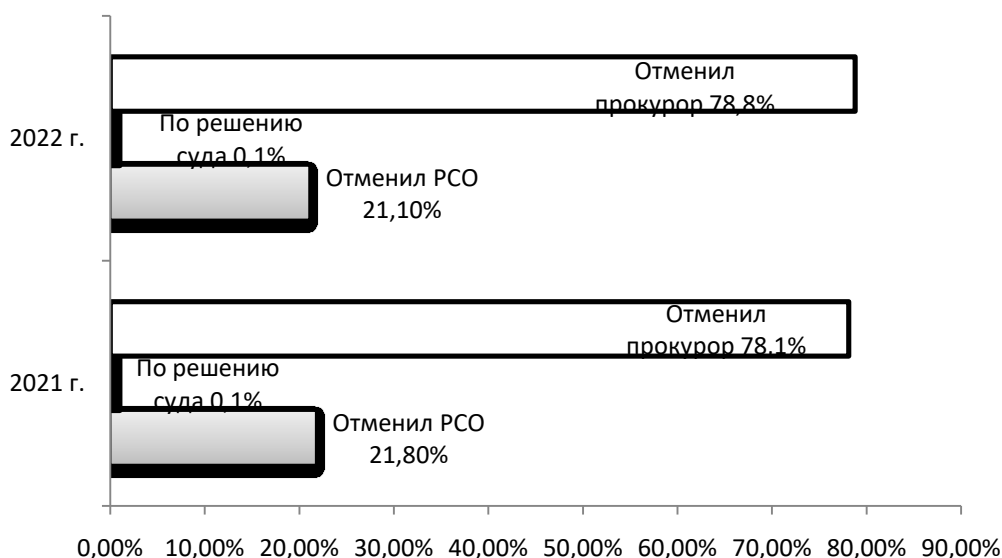 Отменил
прокурор 78,8%
2022 г.
По решению
суда 0,1%
Отменил РСО
21,10%
Отменил
прокурор 78,1%
2021 г.
По решению
суда 0,1%
Отменил РСО
21,80%
0,00% 10,00% 20,00% 30,00% 40,00% 50,00% 60,00% 70,00% 80,00% 90,00%